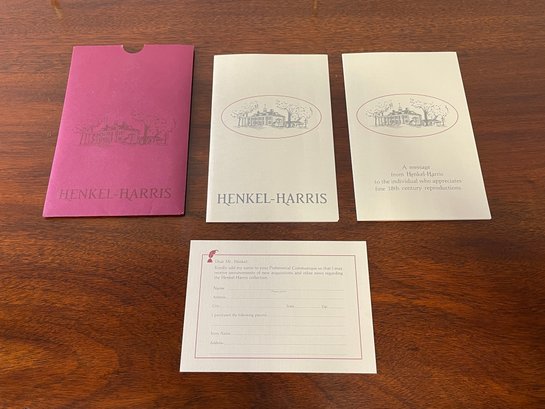 HENKEL-HARRIS
HENKEL-HARRIS
A message
from Henkel-Harris
to the individual who appreciates
fine 18th century reproductions
Dear Mr. Henkel:
Kindly add my name to your Preferential Communique so that I may
receive announcements of new acquisitions and other news regarding
the Henkel-Harris collection.
Name
Address
City State Zip
I purchased the following pieces:
Store Name
Address